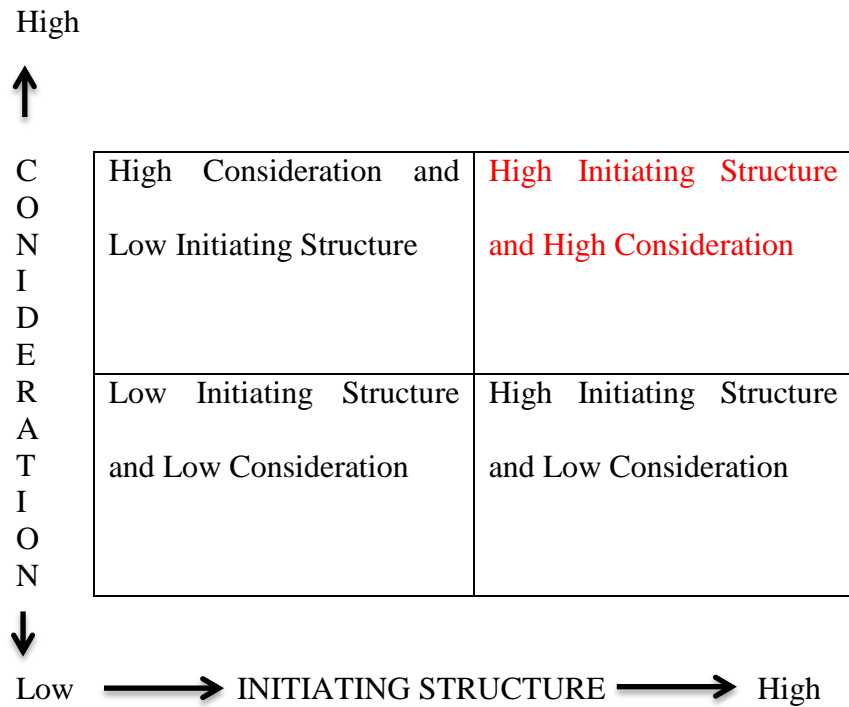 High
C
O
N
I
D
E
R
A
T
I
O
N
High Consideration and
Low Initiating Structure
High Initiating Structure
and High Consideration
Low Initiating Structure
and Low Consideration
High Initiating Structure
and Low Consideration
Low INITIATING STRUCTURE High